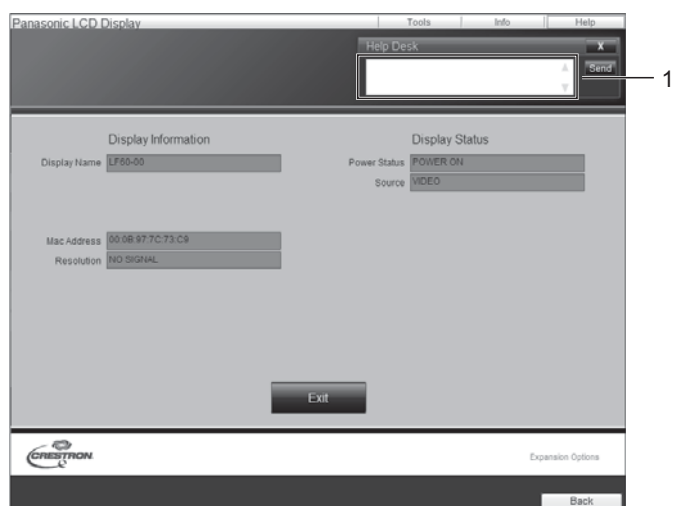 Panasonic LCD Display
Tools Info Help
Help Desk X
Send
1
Display Information Display Status
Display Name LF60-00 Power Status POWER ON
Source VIDEO
Mac Address 00:0B:97:7C:73:C9
Resolution NO SIGNAL
Exit
CRESTRON Expansion Options
Back